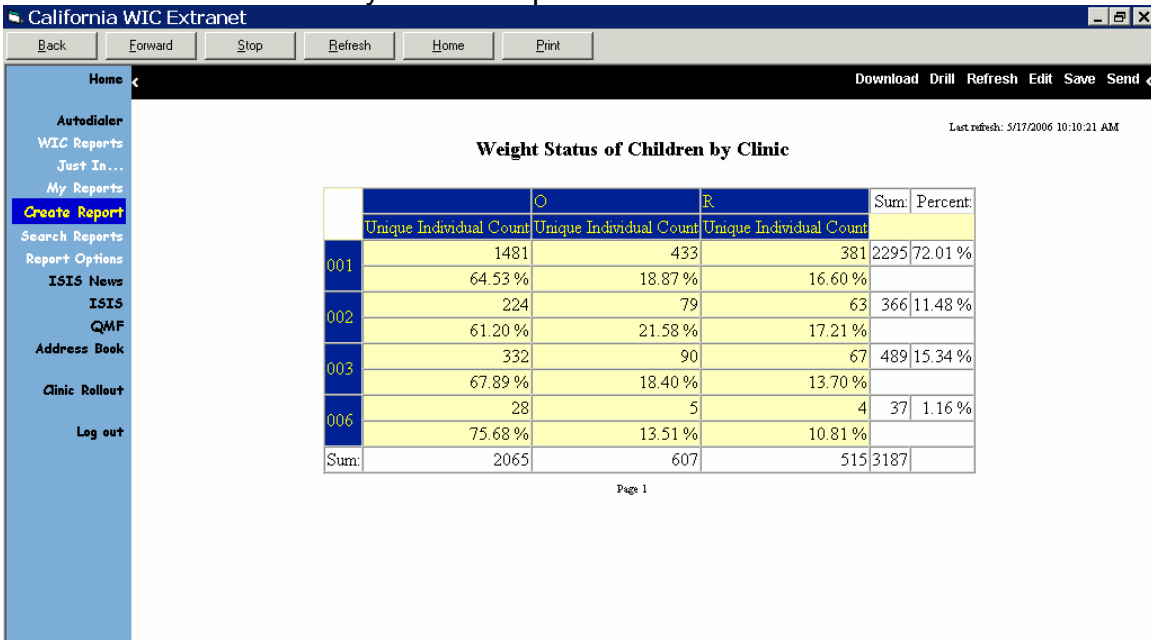 California WIC Extranet
Back Forward Stop Refresh Home Print
Home
Download Drill Refresh Edit Save Send
Autodialer
WIC Reports
Just In...
My Reports
Create Report
Search Reports
Report Options
ISIS News
ISIS
QMF
Address Book
Clinic Rollout
Log out
Last refresh: 5/17/2006 10:10:21 AM
Weight Status of Children by Clinic
O R Sum: Percent:
Unique Individual Count Unique Individual Count Unique Individual Count
001 1481 433 381 2295 72.01 %
64.53 % 18.87 % 16.60 %
002 224 79 63 366 11.48 %
61.20 % 21.58 % 17.21 %
003 332 90 67 489 15.34 %
67.89 % 18.40 % 13.70 %
006 28 5 4 37 1.16 %
75.68 % 13.51 % 10.81 %
Sum: 2065 607 515 3187
Page 1